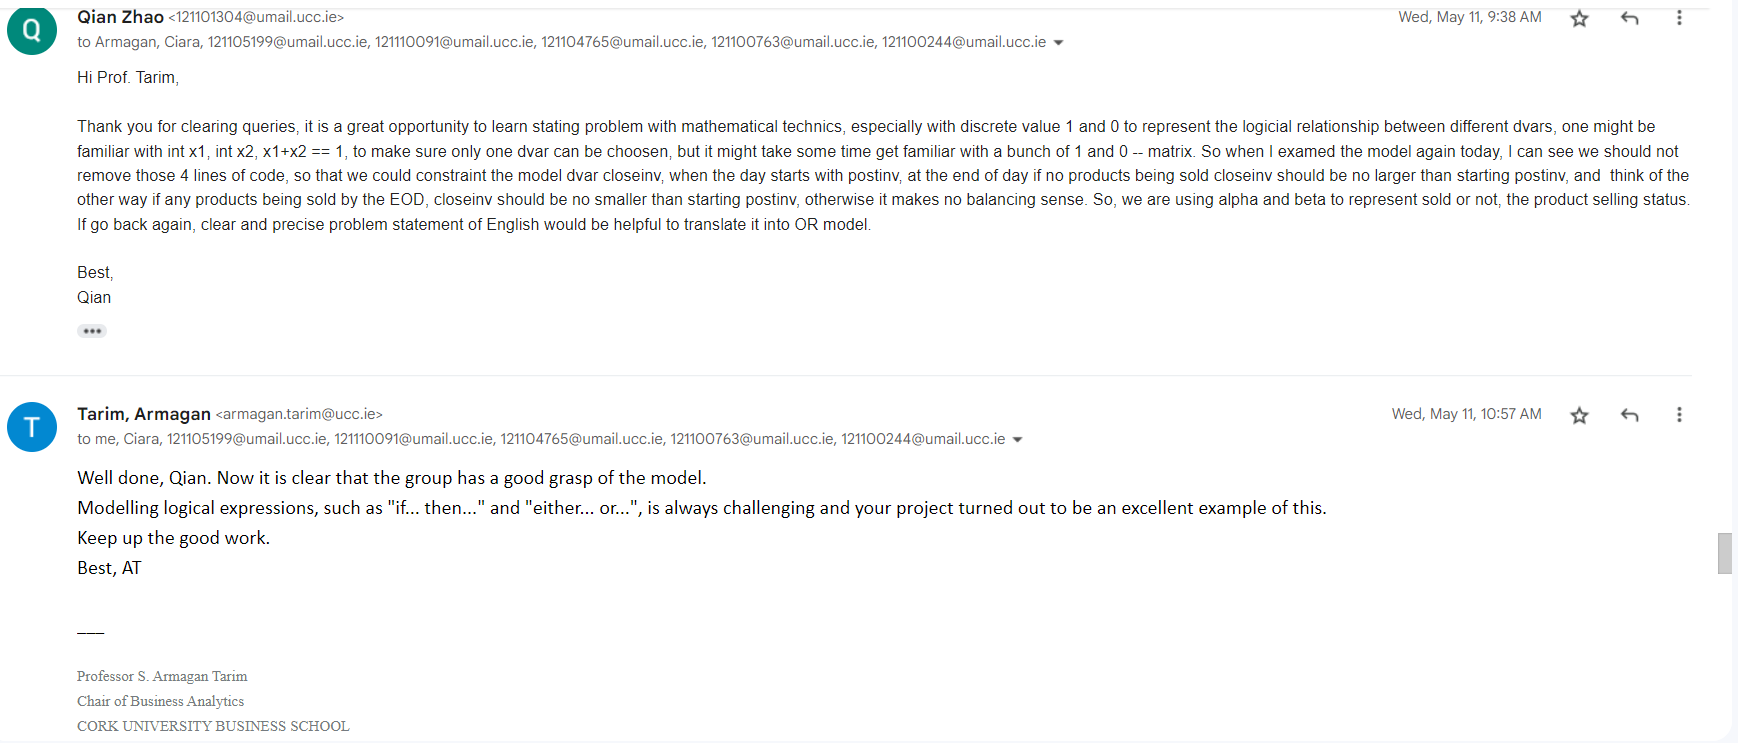 Q
Qian Zhao <121101304@umail.ucc.ie>
Wed, May 11, 9:38 AM
to Armagan, Ciara, 121105199@umail.ucc.ie, 121110091@umail.ucc.ie, 121104765@umail.ucc.ie, 121100763@umail.ucc.ie, 121100244@umail.ucc.ie
Hi Prof. Tarim,
Thank you for clearing queries, it is a great opportunity to learn stating problem with mathematical technics, especially with discrete value 1 and 0 to represent the logicial relationship between different dvars, one might be
familiar with int x1, int x2, x1+x2 == 1, to make sure only one dvar can be choosen, but it might take some time get familiar with a bunch of 1 and 0 -- matrix. So when I examed the model again today, I can see we should not
remove those 4 lines of code, so that we could constraint the model dvar closeinv, when the day starts with postinv, at the end of day if no products being sold closeinv should be no larger than starting postinv, and  think of the
other way if any products being sold by the EOD, closeinv should be no smaller than starting postinv, otherwise it makes no balancing sense. So, we are using alpha and beta to represent sold or not, the product selling status.
If go back again, clear and precise problem statement of English would be helpful to translate it into OR model.
Best,
Qian
T
Tarim, Armagan <armagan.tarim@ucc.ie>
Wed, May 11, 10:57 AM
to me, Ciara, 121105199@umail.ucc.ie, 121110091@umail.ucc.ie, 121104765@umail.ucc.ie, 121100763@umail.ucc.ie, 121100244@umail.ucc.ie
Well done, Qian. Now it is clear that the group has a good grasp of the model.
Modelling logical expressions, such as "if... then..." and "either... or...", is always challenging and your project turned out to be an excellent example of this.
Keep up the good work.
Best, AT
___
Professor S. Armagan Tarim
Chair of Business Analytics
CORK UNIVERSITY BUSINESS SCHOOL